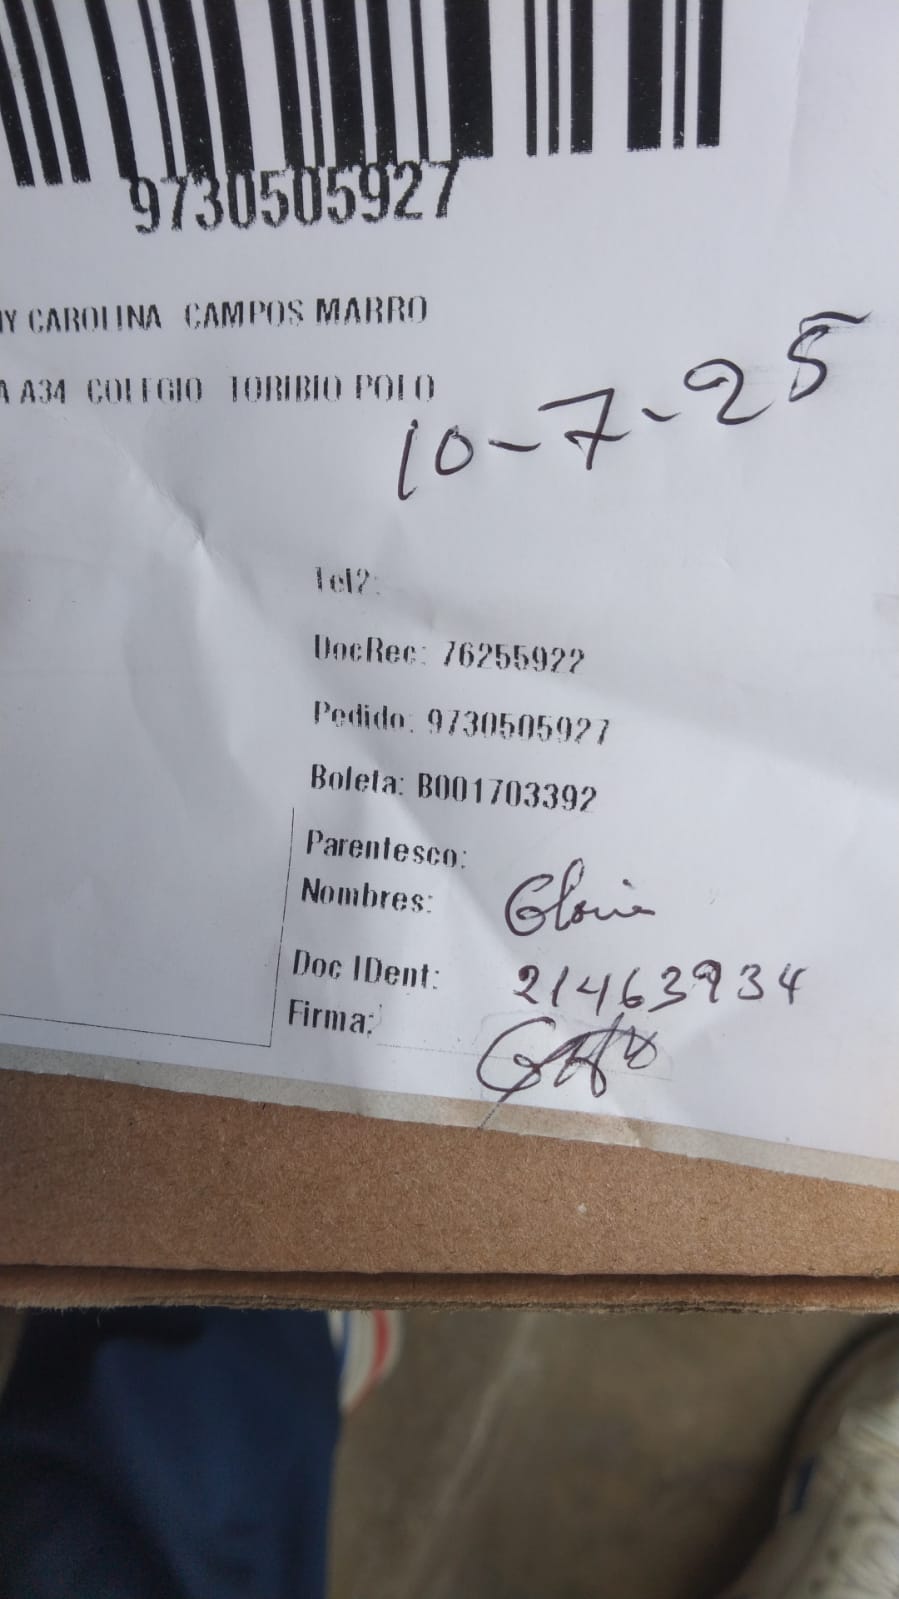 9730505927
NY CAROLINA CAMPOS MARRO
A A34 COLEGIO TORIBIO POLO
10-7-25
Tel2:
DocRec: 76255922
Pedido: 9730505927
Boleta: B001703392
Parentesco:
Nombres: Gloria
Doc IDent: 21463934
Firma: